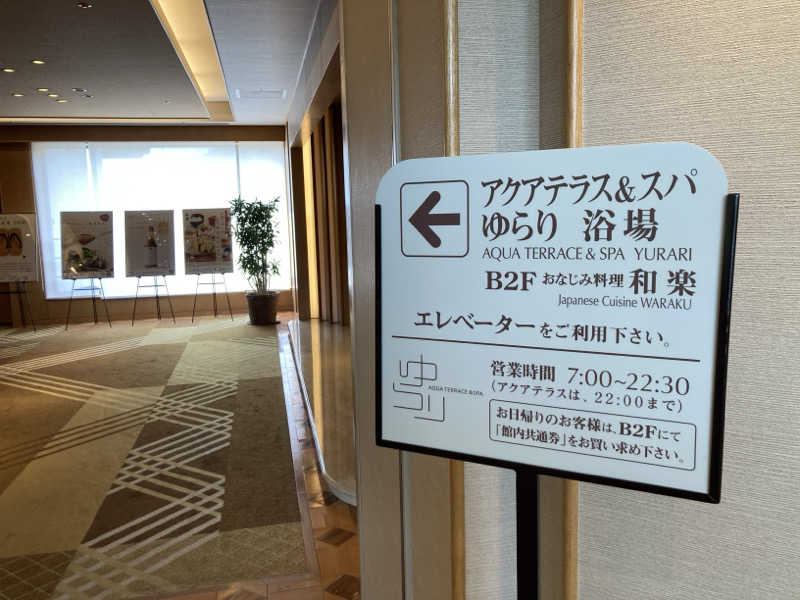 アクアテラス&スパ
ゆらり 浴場
AQUA TERRACE & SPA YURARI
B2F おなじみ料理 和楽
Japanese Cuisine WARAKU
エレベーターをご利用下さい。
ゆらり AQUA TERRACE & SPA
営業時間 7:00~22:30
(アクアテラスは、22:00まで)
お日帰りのお客様は、B2Fにて
「館内共通券」をお買い求め下さい。